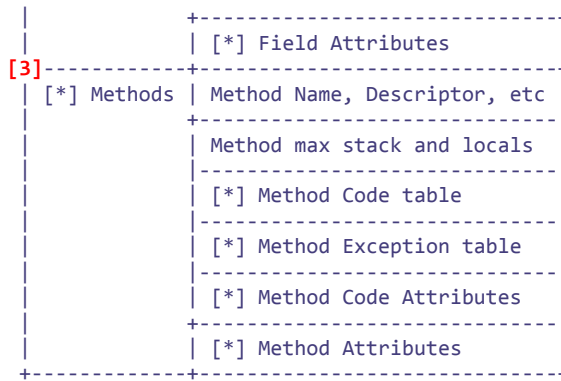 |             +------------------------------
|             | [*] Field Attributes
[3]-----------+------------------------------
| [*] Methods | Method Name, Descriptor, etc
|             +------------------------------
|             | Method max stack and locals
|             |------------------------------
|             | [*] Method Code table
|             |------------------------------
|             | [*] Method Exception table
|             |------------------------------
|             | [*] Method Code Attributes
|             +------------------------------
|             | [*] Method Attributes
+-------------+------------------------------